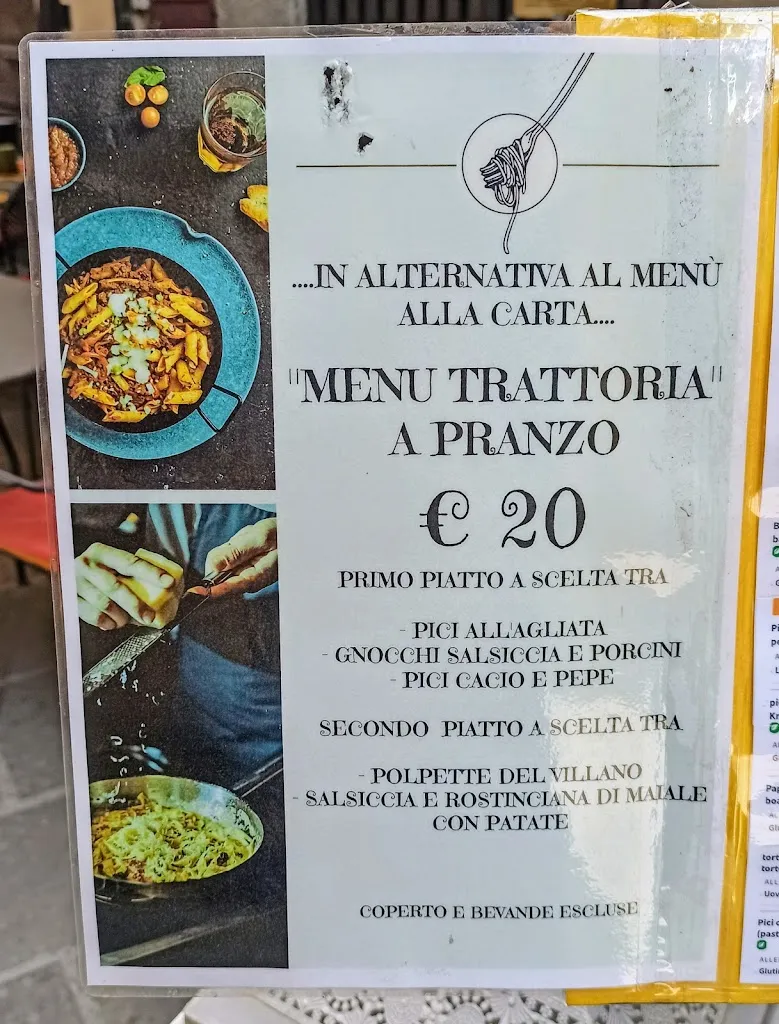 ....IN ALTERNATIVA AL MENÙ
ALLA CARTA....
"MENU TRATTORIA"
A PRANZO
€ 20
PRIMO PIATTO A SCELTA TRA
- PICI ALL'AGLIATA
- GNOCCHI SALSICCIA E PORCINI
- PICI CACIO E PEPE
SECONDO PIATTO A SCELTA TRA
- POLPETTE DEL VILLANO
- SALSICCIA E ROSTINCIANA DI MAIALE
CON PATATE
COPERTO E BEVANDE ESCLUSE